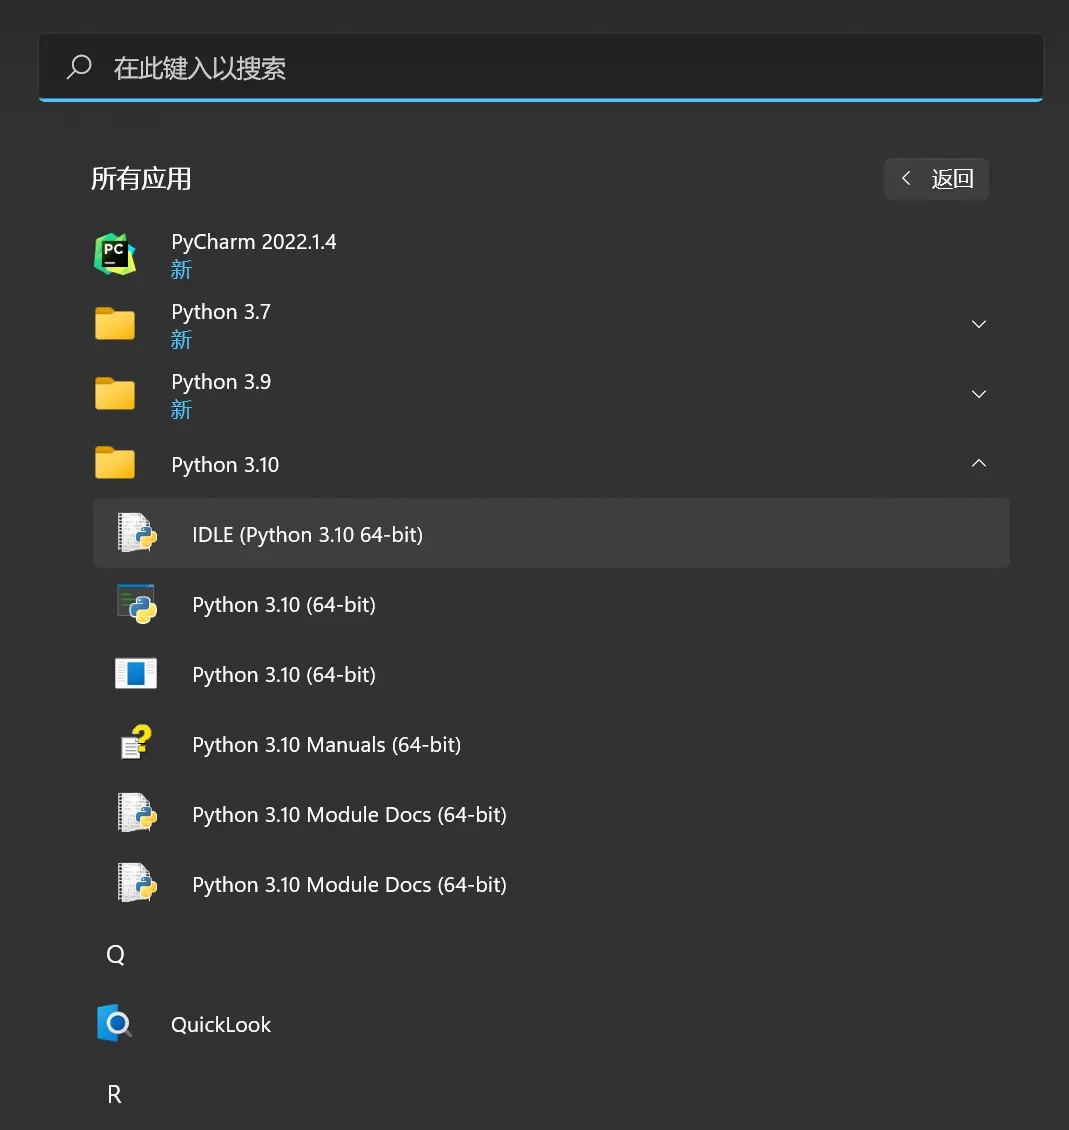 在此键入以搜索
所有应用
返回
PC
PyCharm 2022.1.4
新
Python 3.7
新
Python 3.9
新
Python 3.10
IDLE (Python 3.10 64-bit)
Python 3.10 (64-bit)
Python 3.10 (64-bit)
Python 3.10 Manuals (64-bit)
Python 3.10 Module Docs (64-bit)
Python 3.10 Module Docs (64-bit)
Q
QuickLook
R